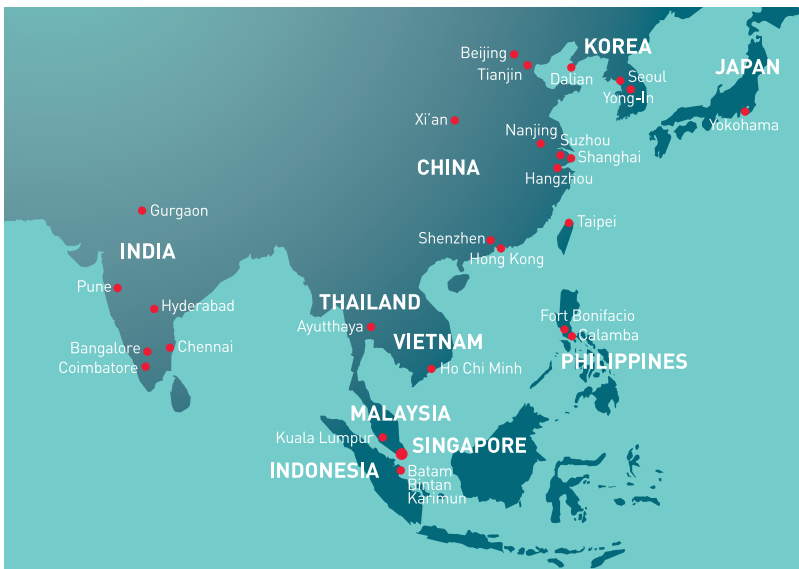 KOREA
Beijing
JAPAN
Tianjin
Dalian
Seoul
Yong-In
Xi'an
Yokohama
Nanjing
Suzhou
Shanghai
CHINA
Hangzhou
Gurgaon
Taipei
Shenzhen
INDIA
Hong Kong
Pune
THAILAND
Hyderabad
Fort Bonifacio
Ayutthaya
Calamba
VIETNAM
Bangalore
Chennai
PHILIPPINES
Coimbatore
Ho Chi Minh
MALAYSIA
Kuala Lumpur
SINGAPORE
INDONESIA
Batam
Bintan
Karimun